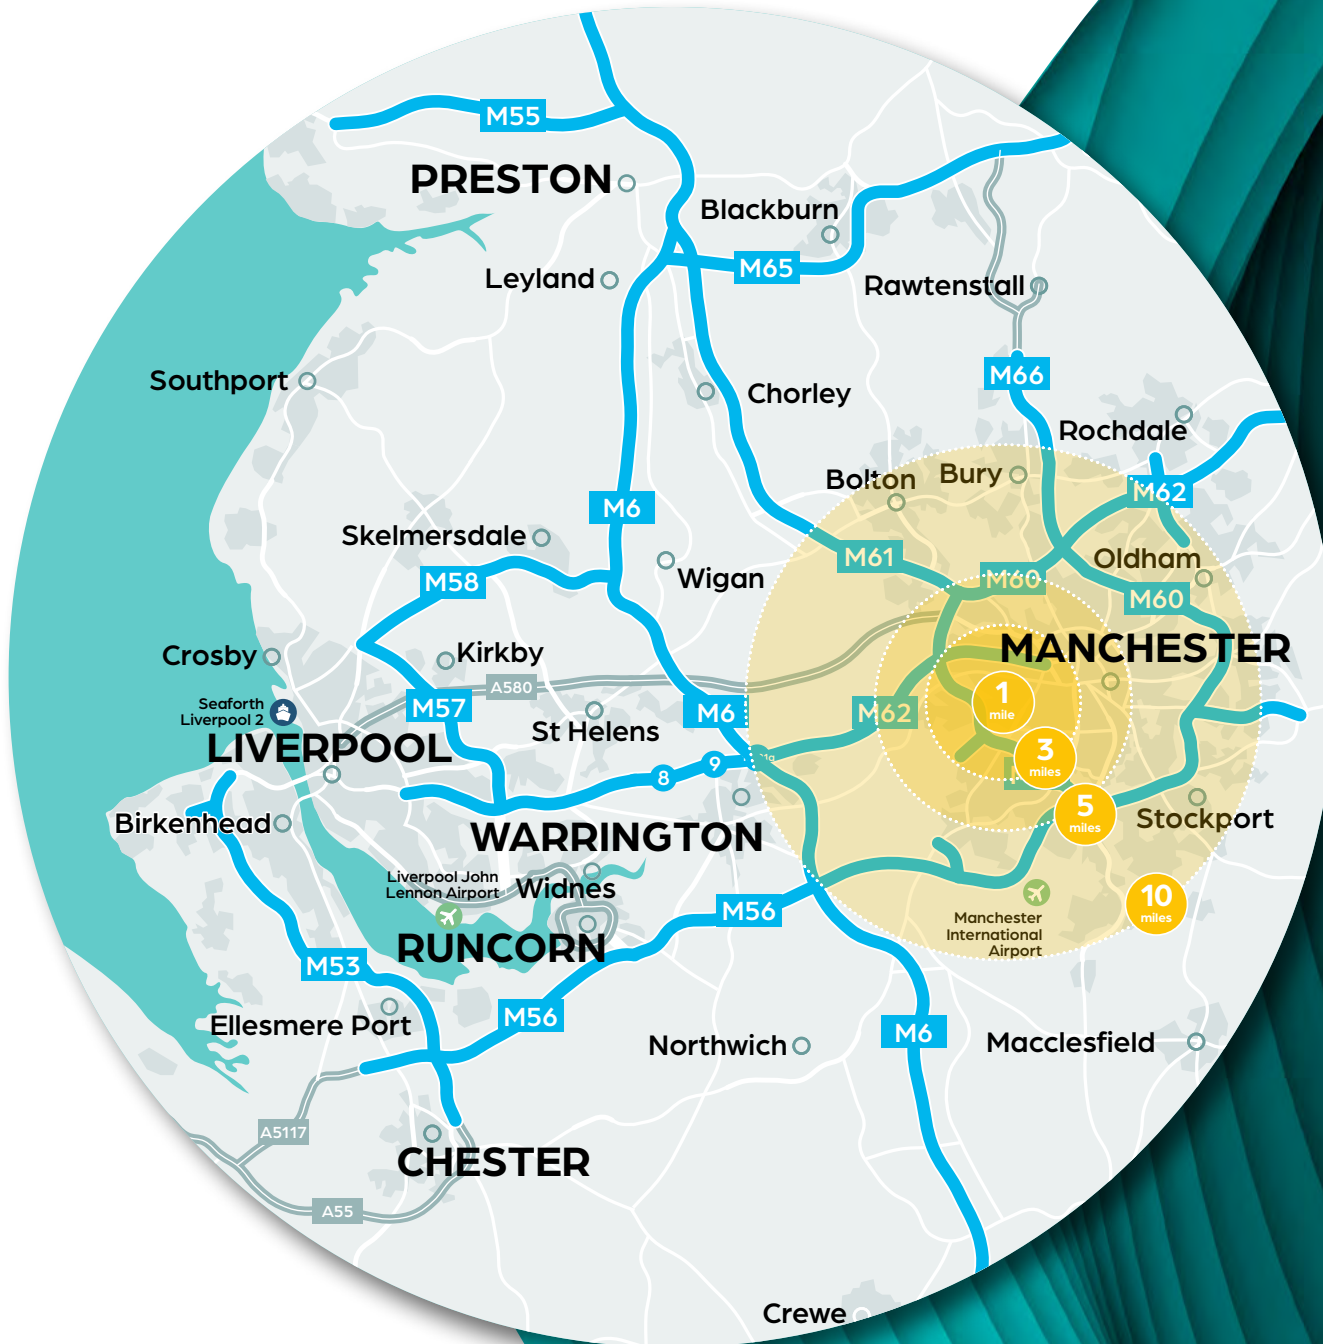 M55
PRESTON
Blackburn
M65
Leyland
Rawtenstall
Southport
M66
Chorley
Rochdale
Bolton
Bury
M62
M6
Skelmersdale
M61
Oldham
M58
Wigan
M60
M60
MANCHESTER
Crosby
Kirkby
A580
1
mile
Seaforth
Liverpool 2
M57
M6
M62
St Helens
LIVERPOOL
3
miles
9
8
5
miles
Birkenhead
WARRINGTON
Stockport
Liverpool John
Lennon Airport
Widnes
10
miles
M56
Manchester
International
Airport
RUNCORN
M53
M56
Ellesmere Port
M6
Northwich
Macclesfield
A5117
CHESTER
A55
Crewe